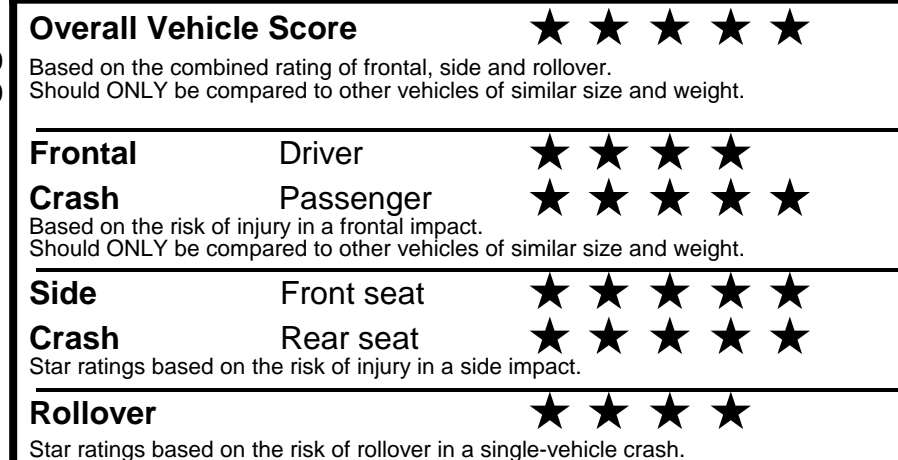 Overall Vehicle Score ★ ★ ★ ★ ★
Based on the combined rating of frontal, side and rollover.
Should ONLY be compared to other vehicles of similar size and weight.
Frontal Driver ★ ★ ★ ★
Crash Passenger ★ ★ ★ ★ ★
Based on the risk of injury in a frontal impact.
Should ONLY be compared to other vehicles of similar size and weight.
Side Front seat ★ ★ ★ ★ ★
Crash Rear seat ★ ★ ★ ★ ★
Star ratings based on the risk of injury in a side impact.
Rollover ★ ★ ★ ★
Star ratings based on the risk of rollover in a single-vehicle crash.